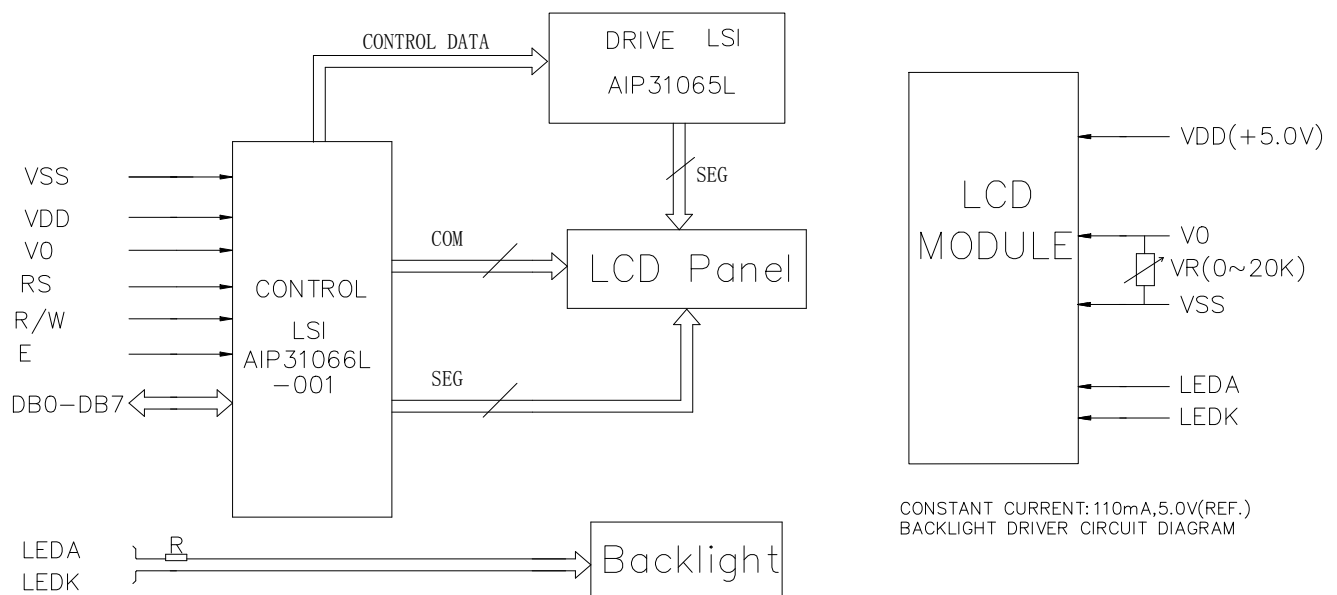 CONTROL DATA
DRIVE LSI
AIP31065L
SEG
VSS
VDD
V0
RS
R/W
E
DB0-DB7
CONTROL
LSI
AIP31066L
-001
COM
SEG
LCD Panel
LEDA
LEDK
R
Backlight
LCD
MODULE
VDD(+5.0V)
V0
VR(0~20K)
VSS
LEDA
LEDK
CONSTANT CURRENT:110mA,5.0V(REF.)
BACKLIGHT DRIVER CIRCUIT DIAGRAM